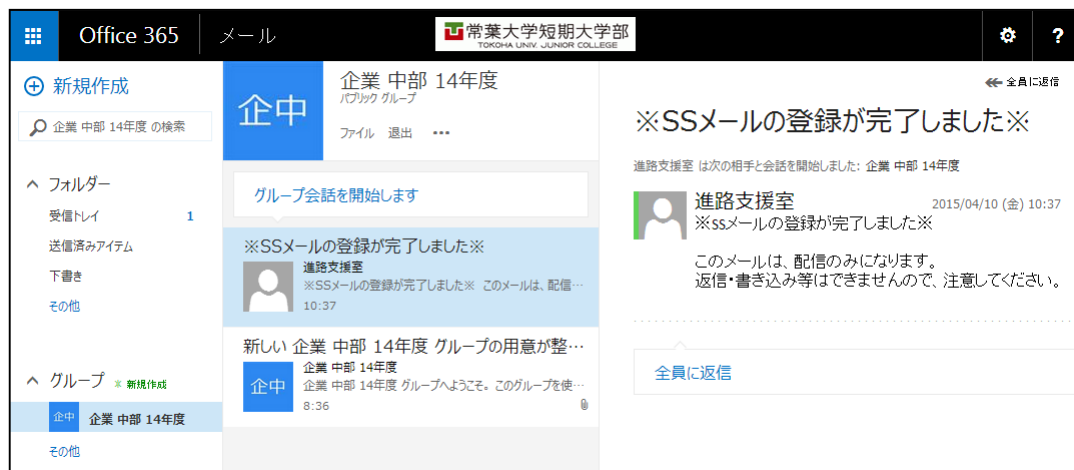 Office 365
メール
常葉大学短期大学部
TOKOHA UNIV. JUNIOR COLLEGE
?
新規作成
企業 中部 14年度 の検索
フォルダー
受信トレイ 1
送信済みアイテム
下書き
その他
グループ ※ 新規作成
企中 企業 中部 14年度
その他
企中
企業 中部 14年度
パブリック グループ
ファイル 退出 •••
グループ会話を開始します
※SSメールの登録が完了しました※
進路支援室
※SSメールの登録が完了しました※ このメールは、配信…
10:37
新しい 企業 中部 14年度 グループの用意が整…
企中
企業 中部 14年度
企業 中部 14年度 グループへようこそ。このグループを使…
8:36
全員に返信
※SSメールの登録が完了しました※
進路支援室 は次の相手と会話を開始しました: 企業 中部 14年度
進路支援室 2015/04/10 (金) 10:37
※ssメールの登録が完了しました※
このメールは、配信のみになります。
返信・書き込み等はできませんので、注意してください。
全員に返信